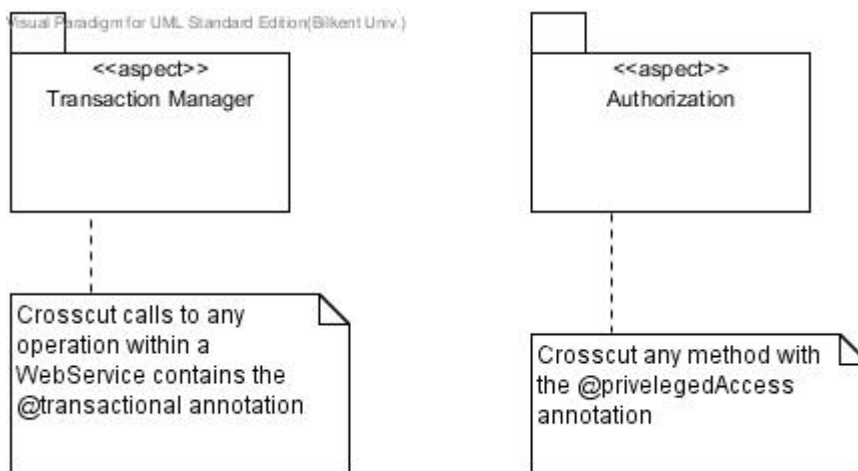 Visual Paradigm for UML Standard Edition(Bilkent Univ.)
<<aspect>>
Transaction Manager
<<aspect>>
Authorization
Crosscut calls to any
operation within a
WebService contains the
@transactional annotation
Crosscut any method with
the @privelegedAccess
annotation